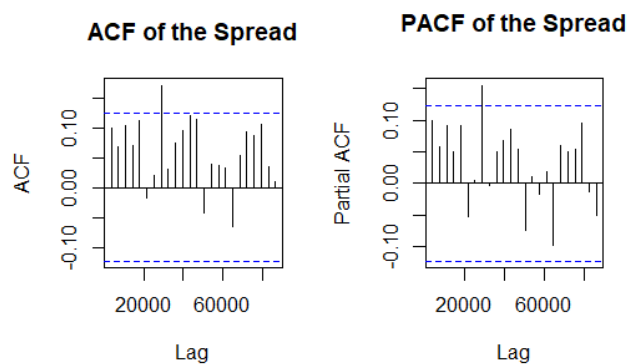 ACF of the Spread
ACF
0.10
0.00
-0.10
20000
60000
Lag
PACF of the Spread
Partial ACF
0.10
0.00
-0.10
20000
60000
Lag